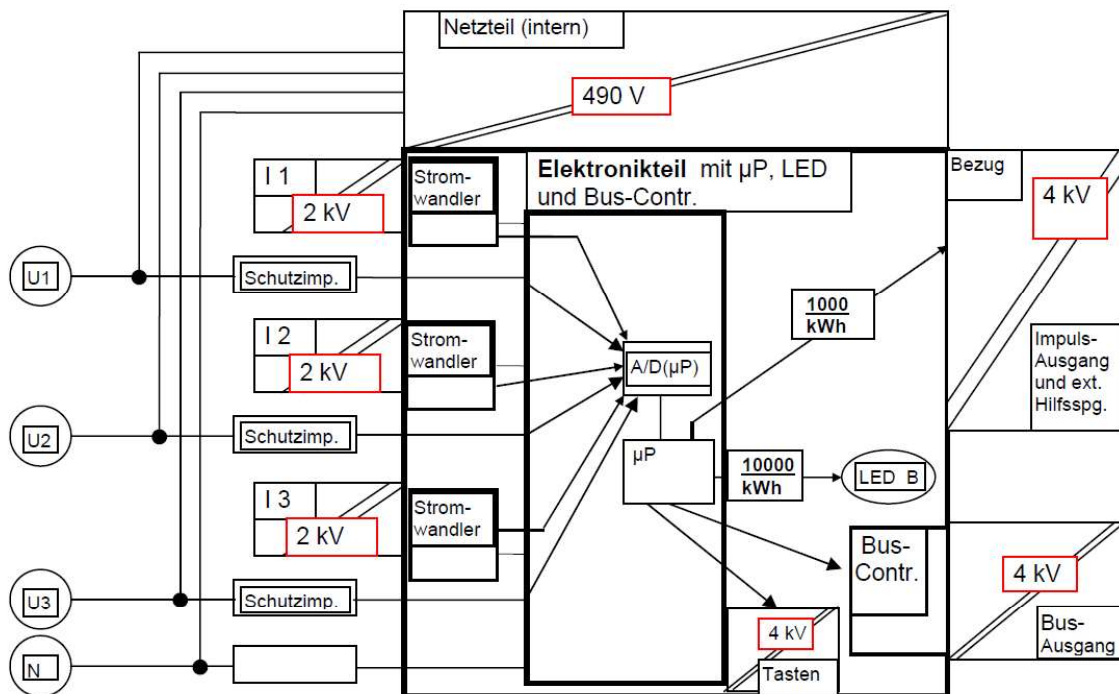 Netzteil (intern)
490 V
I 1
2 kV
Strom-
wandler
Elektronikteil mit µP, LED
und Bus-Contr.
Bezug
4 kV
U1
Schutzimp.
1000
kWh
I 2
2 kV
Strom-
wandler
A/D(µP)
Impuls-
Ausgang
und ext.
Hilfsspg.
U2
Schutzimp.
µP
10000
kWh
LED B
I 3
2 kV
Strom-
wandler
Bus-
Contr.
4 kV
U3
Schutzimp.
4 kV
Bus-
Ausgang
N
Tasten